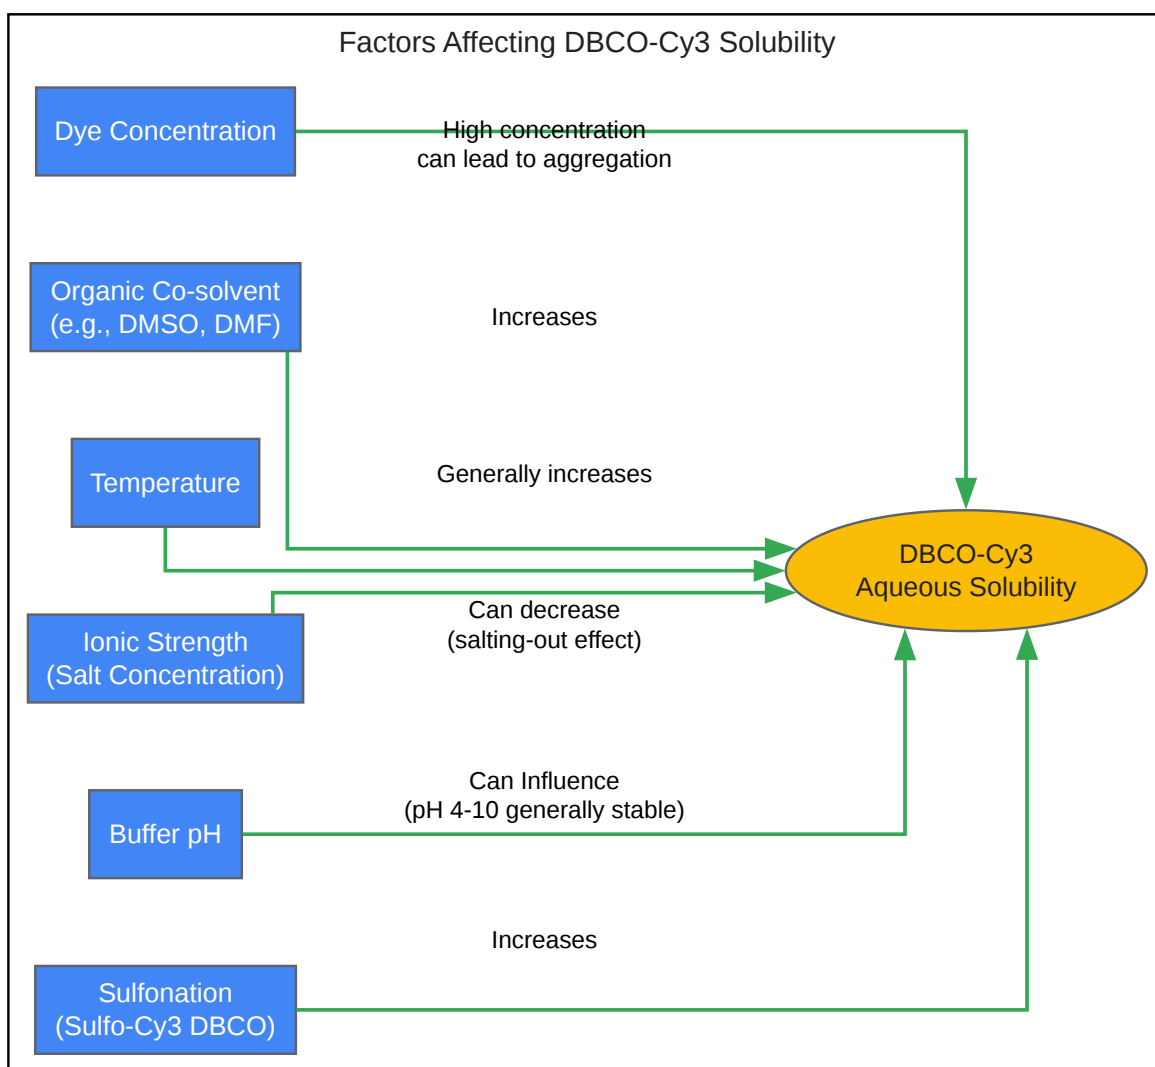 Factors Affecting DBCO-Cy3 Solubility
Dye Concentration
High concentration
can lead to aggregation
Organic Co-solvent
(e.g., DMSO, DMF)
Increases
Temperature
Generally increases
DBCO-Cy3
Aqueous Solubility
Ionic Strength
(Salt Concentration)
Can decrease
(salting-out effect)
Buffer pH
Can Influence
(pH 4-10 generally stable)
Sulfonation
(Sulfo-Cy3 DBCO)
Increases